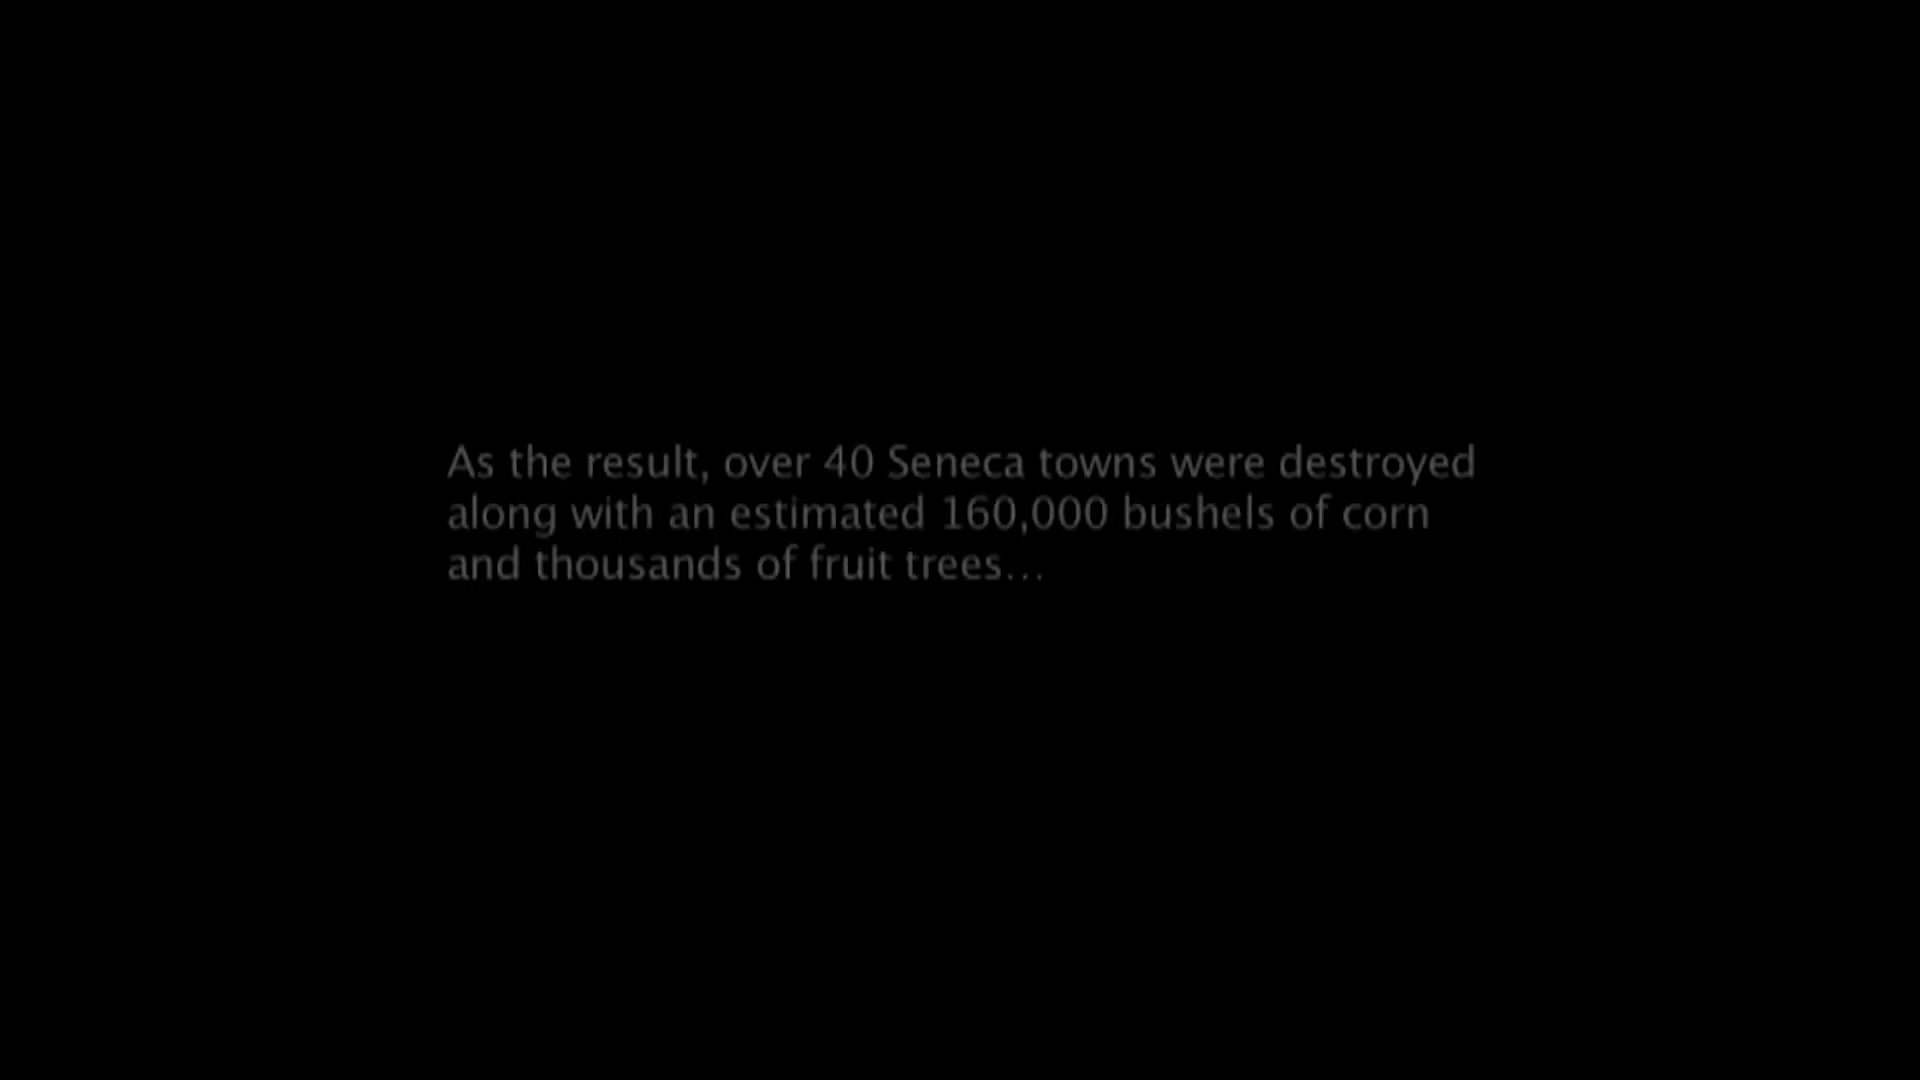 As the result, over 40 Seneca towns were destroyed
along with an estimated 160,000 bushels of corn
and thousands of fruit trees...